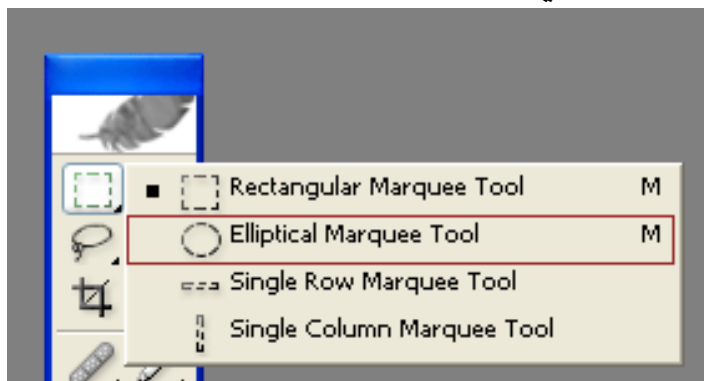 Rectangular Marquee Tool M
Elliptical Marquee Tool M
Single Row Marquee Tool
Single Column Marquee Tool